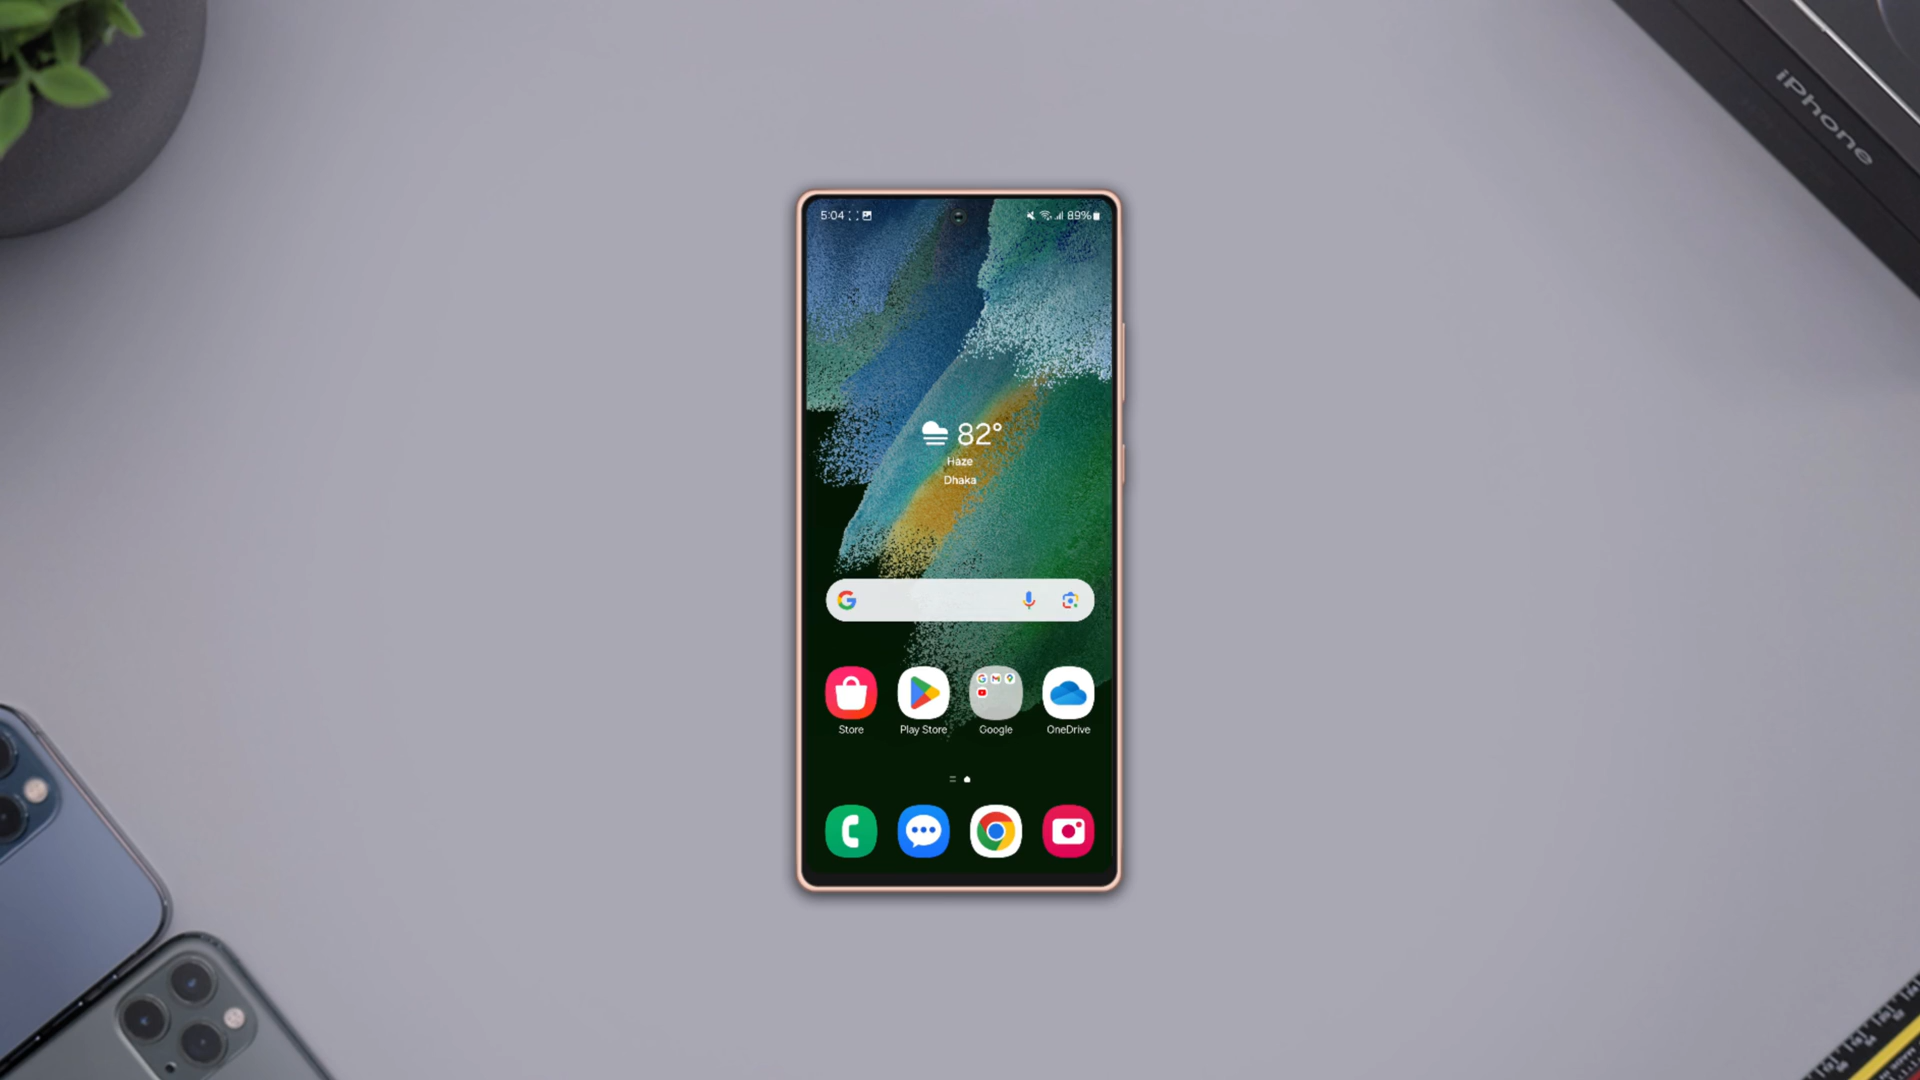 iPhone
5:04
89%
82°
Haze
Dhaka
Store
Play Store
Google
OneDrive